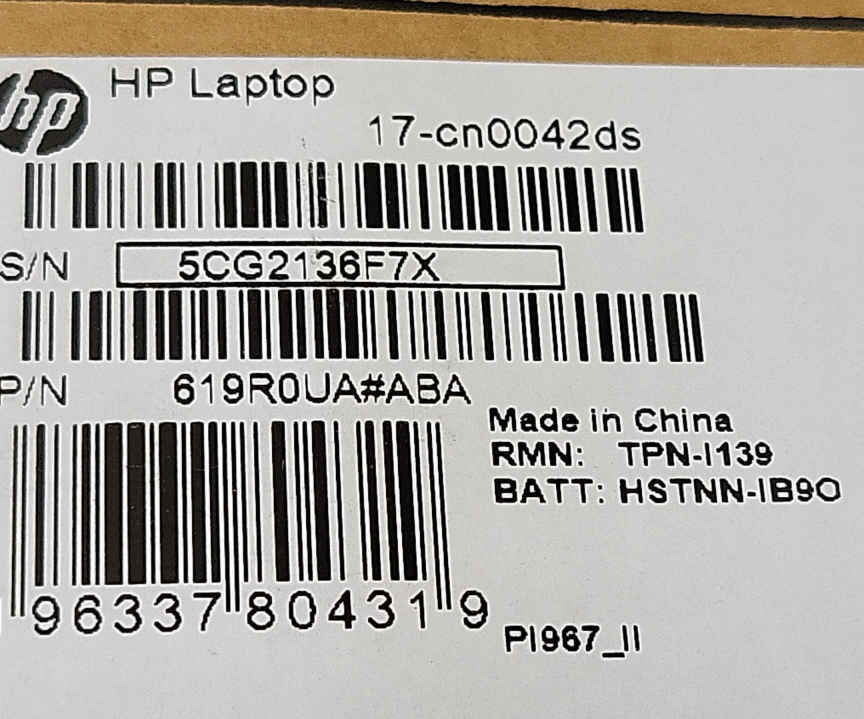 hp HP Laptop
17-cn0042ds
S/N 5CG2136F7X
P/N 619R0UA#ABA
Made in China
RMN: TPN-I139
BATT: HSTNN-IB9O
96337 80431 9
PI967_II